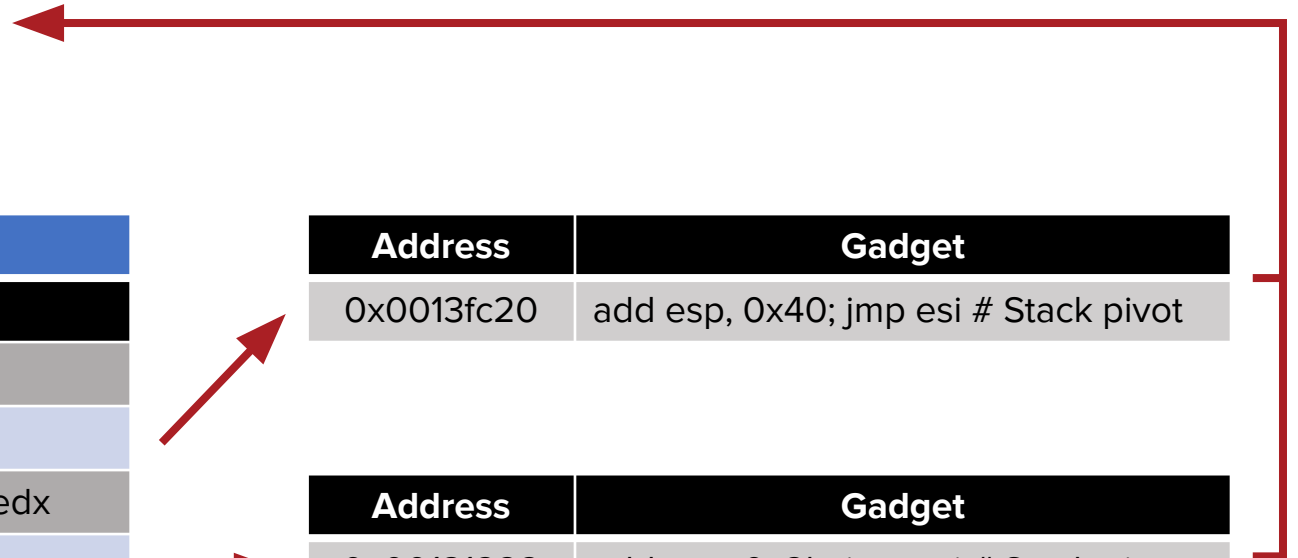 Address Gadget
0x0013fc20 add esp, 0x40; jmp esi # Stack pivot
edx
Address Gadget